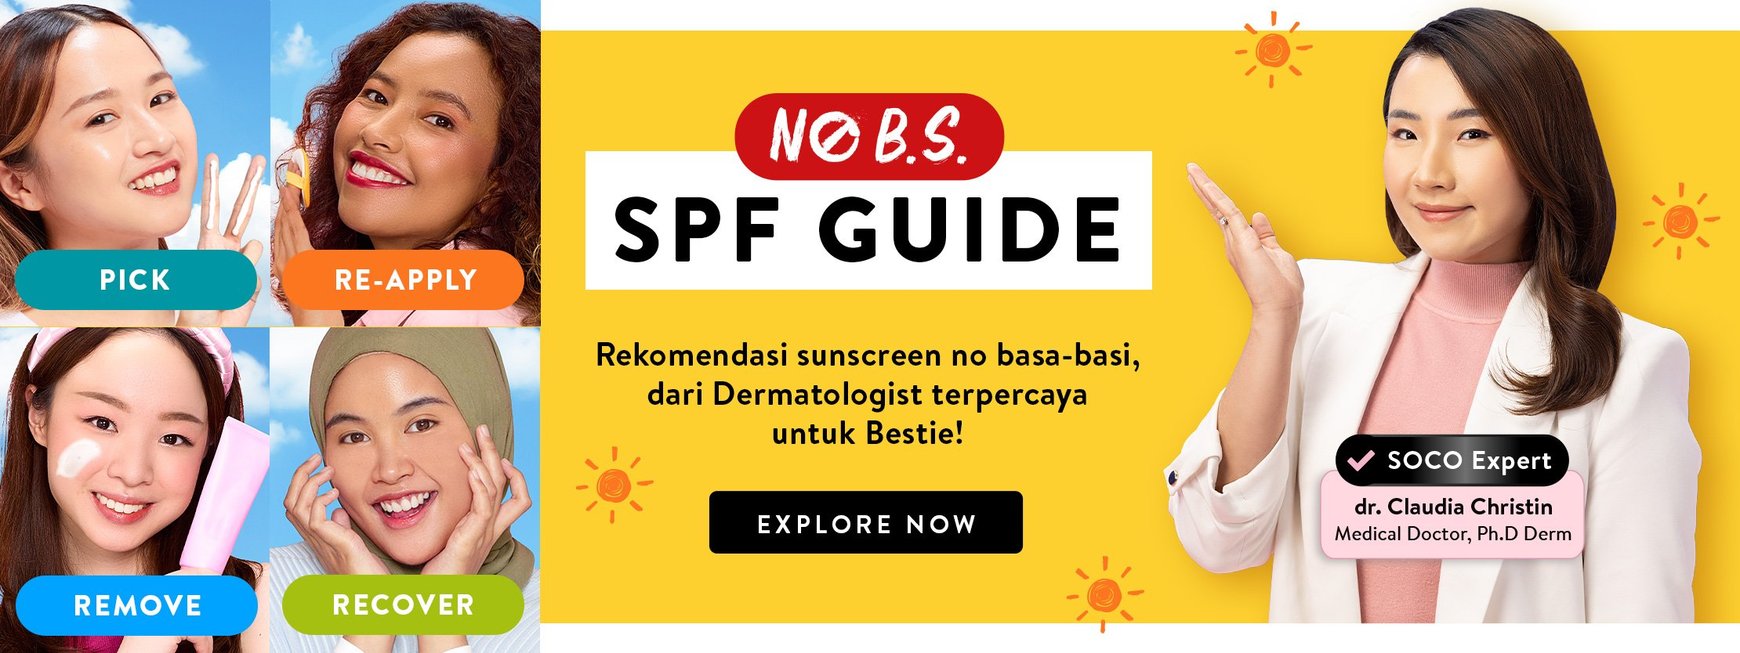 PICK
RE-APPLY
REMOVE
RECOVER
NO B.S.
SPF GUIDE
Rekomendasi sunscreen no basa-basi,
dari Dermatologist terpercaya
untuk Bestie!
EXPLORE NOW
SOCO Expert
dr. Claudia Christin
Medical Doctor, Ph.D Derm